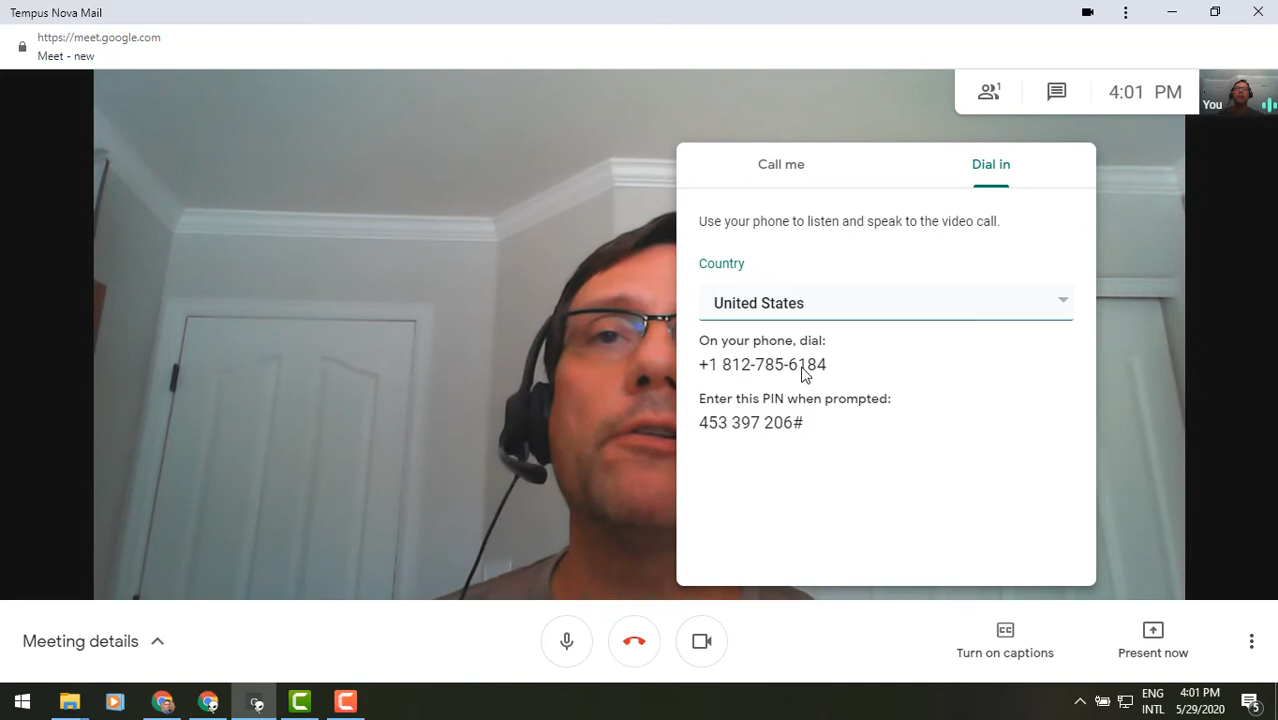 Tempus Nova Mail
https://meet.google.com
Meet - new
1
4:01 PM
You
Call me
Dial in
Use your phone to listen and speak to the video call.
Country
United States
On your phone, dial:
+1 812-785-6184
Enter this PIN when prompted:
453 397 206#
Meeting details
CC
Turn on captions
Present now
ENG
INTL
4:01 PM
5/29/2020
5